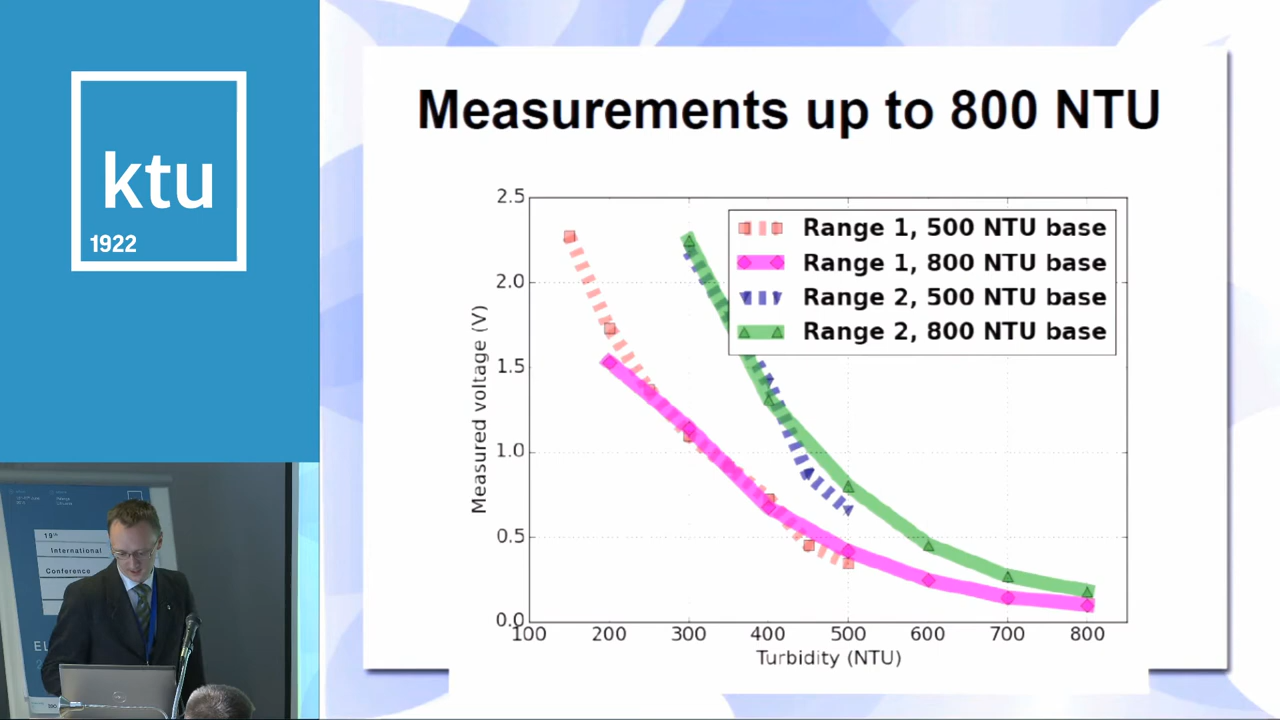 ktu
1922
Measurements up to 800 NTU
2.5
2.0
1.5
1.0
0.5
0.0
Measured voltage (V)
Range 1, 500 NTU base
Range 1, 800 NTU base
Range 2, 500 NTU base
Range 2, 800 NTU base
100 200 300 400 500 600 700 800
Turbidity (NTU)
19th
International
Conference
EL